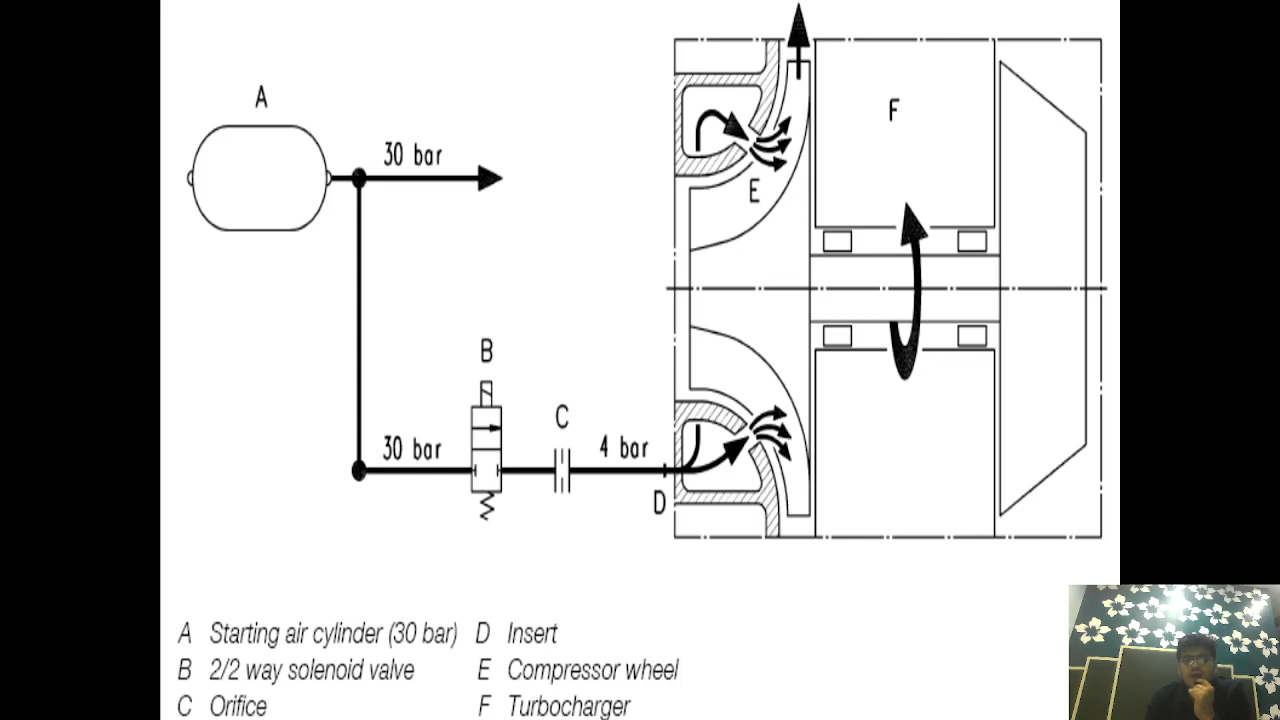 A
30 bar
F
E
B
C
30 bar
4 bar
D
A Starting air cylinder (30 bar) D Insert
B 2/2 way solenoid valve E Compressor wheel
C Orifice F Turbocharger